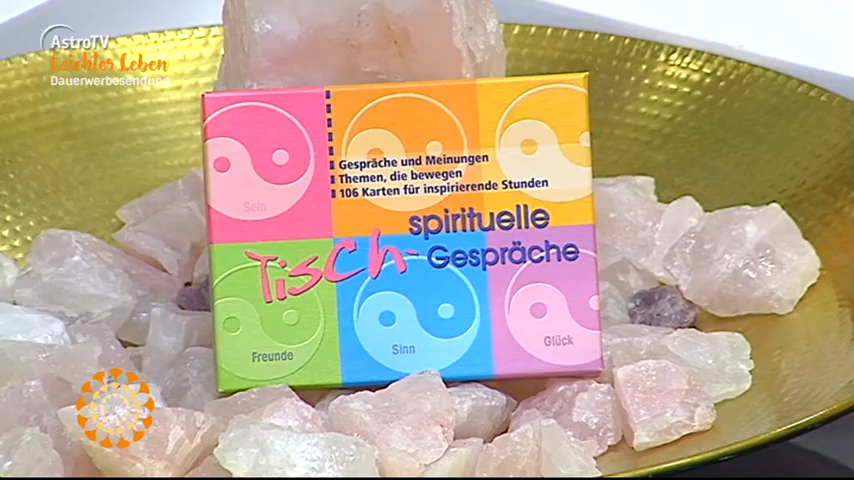 AstroTV
Leichter Leben
Dauerwerbesendung
Gespräche und Meinungen
Themen, die bewegen
106 Karten für inspirierende Stunden
Sein
spirituelle
Tisch-Gespräche
Freunde
Sinn
Glück